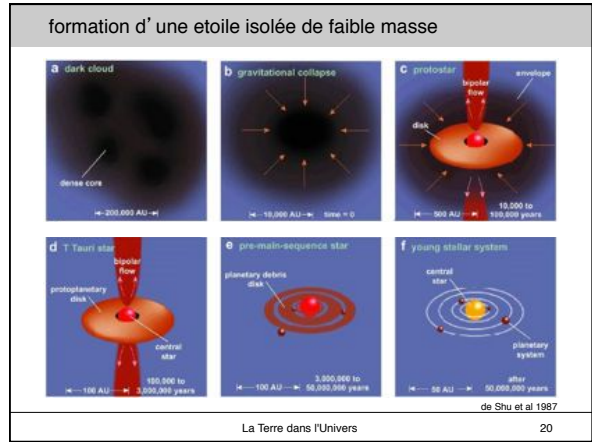 formation d’une etoile isolée de faible masse
a dark cloud
dense core
200,000 AU
b gravitational collapse
10,000 AU time = 0
c protostar
envelope
bipolar
flow
disk
500 AU
10,000 to
100,000 years
d T Tauri star
bipolar
flow
protoplanetary
disk
central
star
100 AU
100,000 to
3,000,000 years
e pre-main-sequence star
planetary debris
disk
100 AU
3,000,000 to
50,000,000 years
f young stellar system
central
star
planetary
system
50 AU
after
50,000,000 years
de Shu et al 1987
La Terre dans l'Univers 20